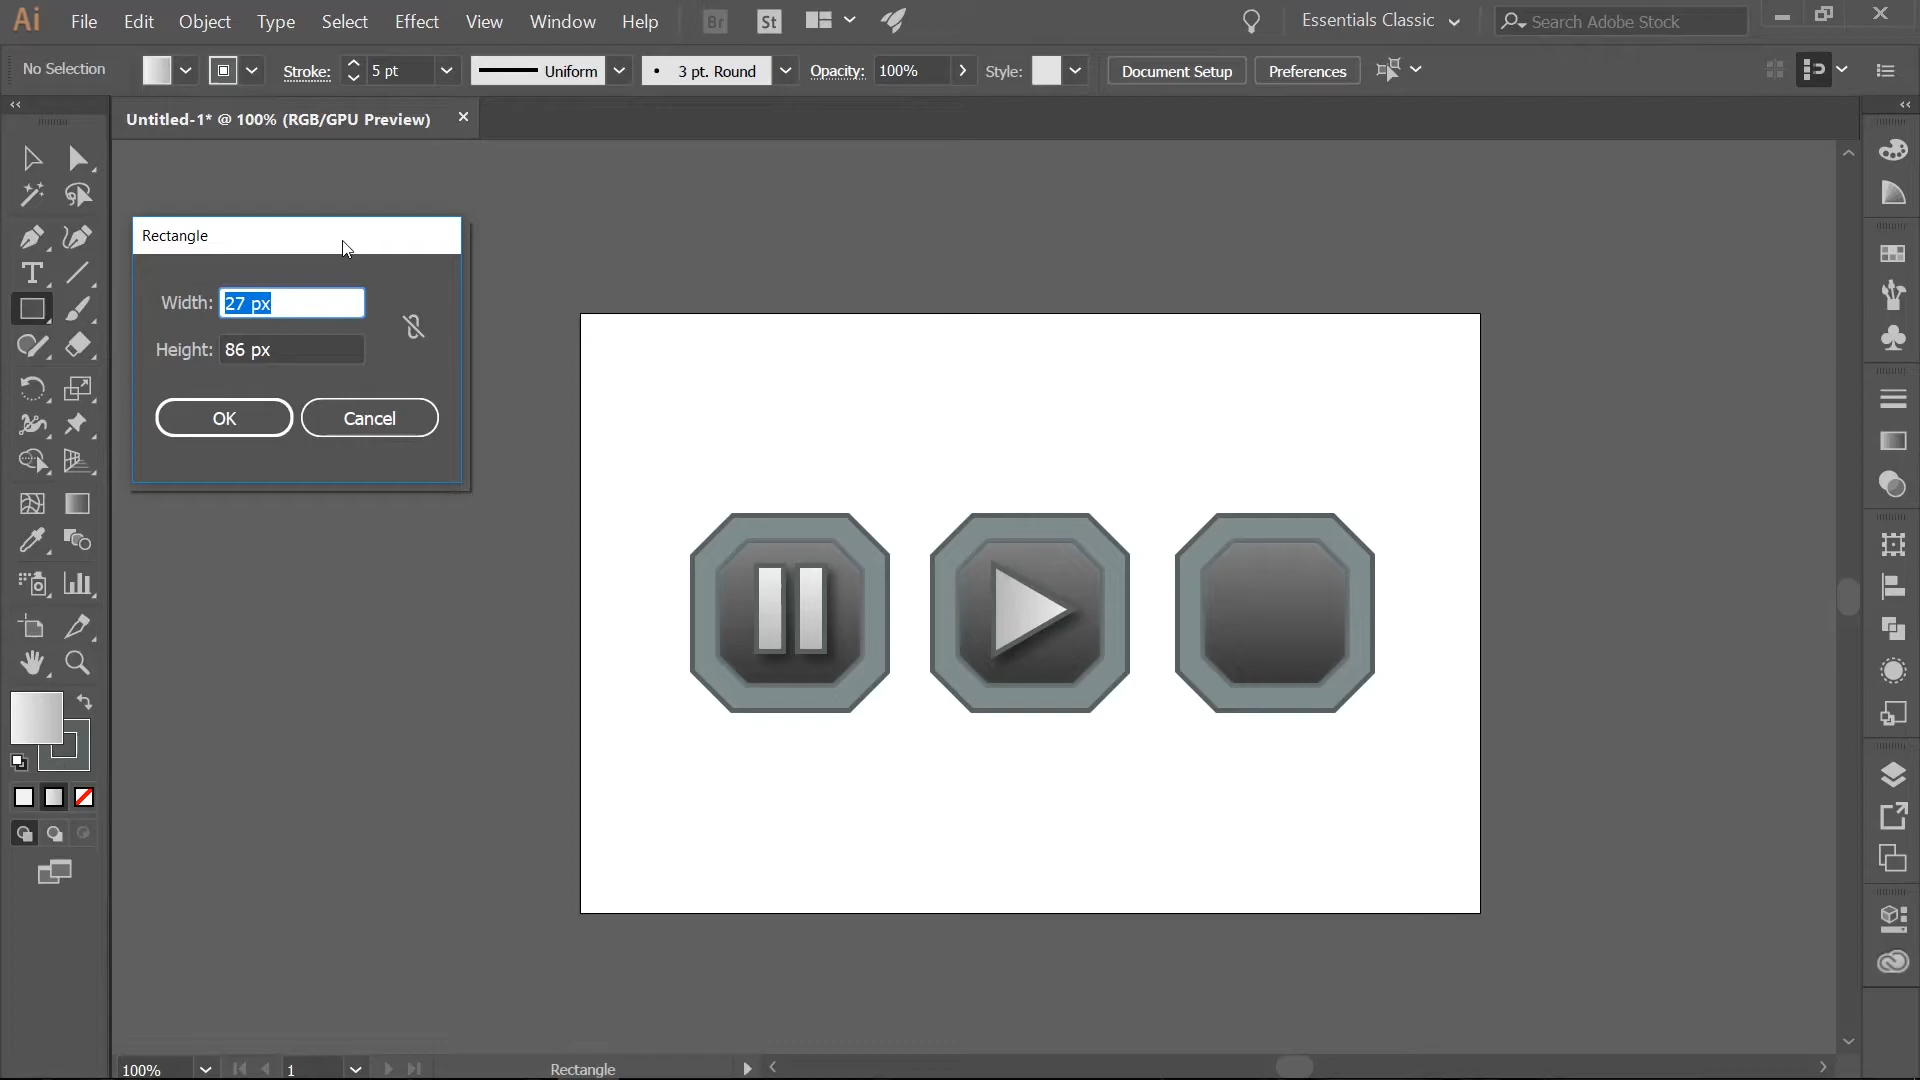 Ai File Edit Object Type Select Effect View Window Help Br St Essentials Classic Search Adobe Stock
No Selection Stroke: 5 pt Uniform 3 pt. Round Opacity: 100% Style: Document Setup Preferences
Untitled-1* @ 100% (RGB/GPU Preview)
Rectangle
Width: 27 px
Height: 86 px
OK Cancel
100% 1 Rectangle